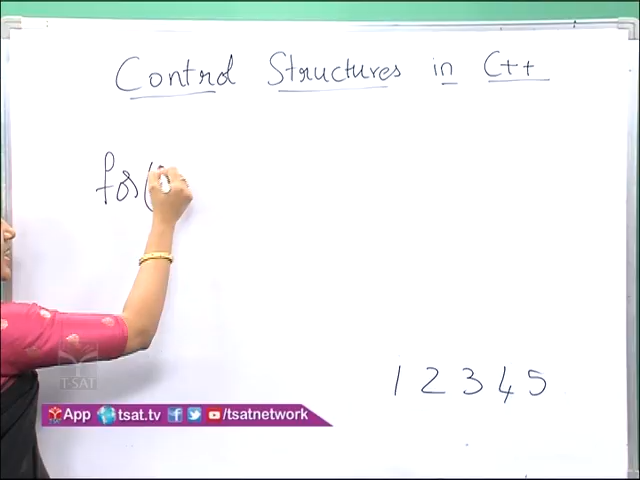 Control Structures in C++
for(
1 2 3 4 5
T-SAT
App tsat.tv /tsatnetwork